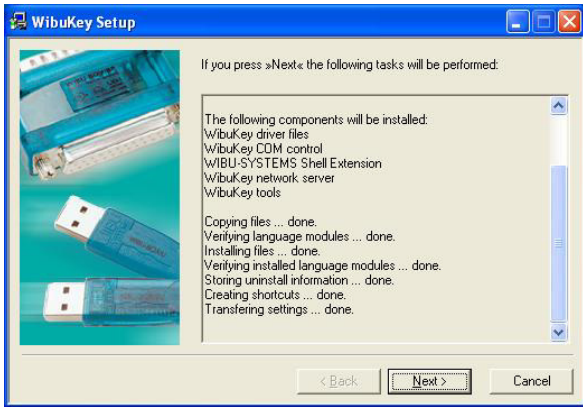 WibuKey Setup
If you press »Next« the following tasks will be performed:
The following components will be installed:
WibuKey driver files
WibuKey COM control
WIBU-SYSTEMS Shell Extension
WibuKey network server
WibuKey tools
Copying files ... done.
Verifying language modules ... done.
Installing files ... done.
Verifying installed language modules ... done.
Storing uninstall information ... done.
Creating shortcuts ... done.
Transfering settings ... done.
< Back
Next >
Cancel